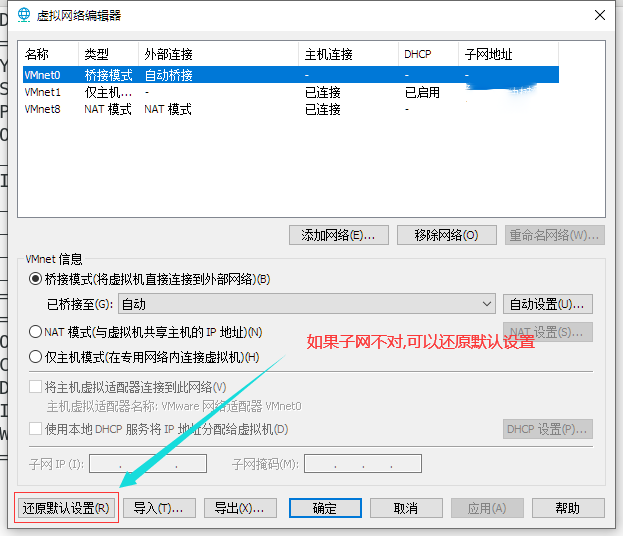 虚拟网络编辑器
名称 类型 外部连接 主机连接 DHCP 子网地址
VMnet0 桥接模式 自动桥接 - - -
VMnet1 仅主机... - 已连接 已启用
VMnet8 NAT 模式 NAT 模式 已连接 -
添加网络(E)... 移除网络(O) 重命名网络(W)...
VMnet 信息
桥接模式(将虚拟机直接连接到外部网络)(B)
已桥接至(G): 自动 自动设置(U)...
NAT 模式(与虚拟机共享主机的 IP 地址)(N) NAT 设置(S)...
如果子网不对,可以还原默认设置
仅主机模式(在专用网络内连接虚拟机)(H)
将主机虚拟适配器连接到此网络(V)
主机虚拟适配器名称: VMware 网络适配器 VMnet0
使用本地 DHCP 服务将 IP 地址分配给虚拟机(D) DHCP 设置(P)...
子网 IP (I): . . . 子网掩码(M): . . .
还原默认设置(R) 导入(T)... 导出(X)... 确定 取消 应用(A) 帮助